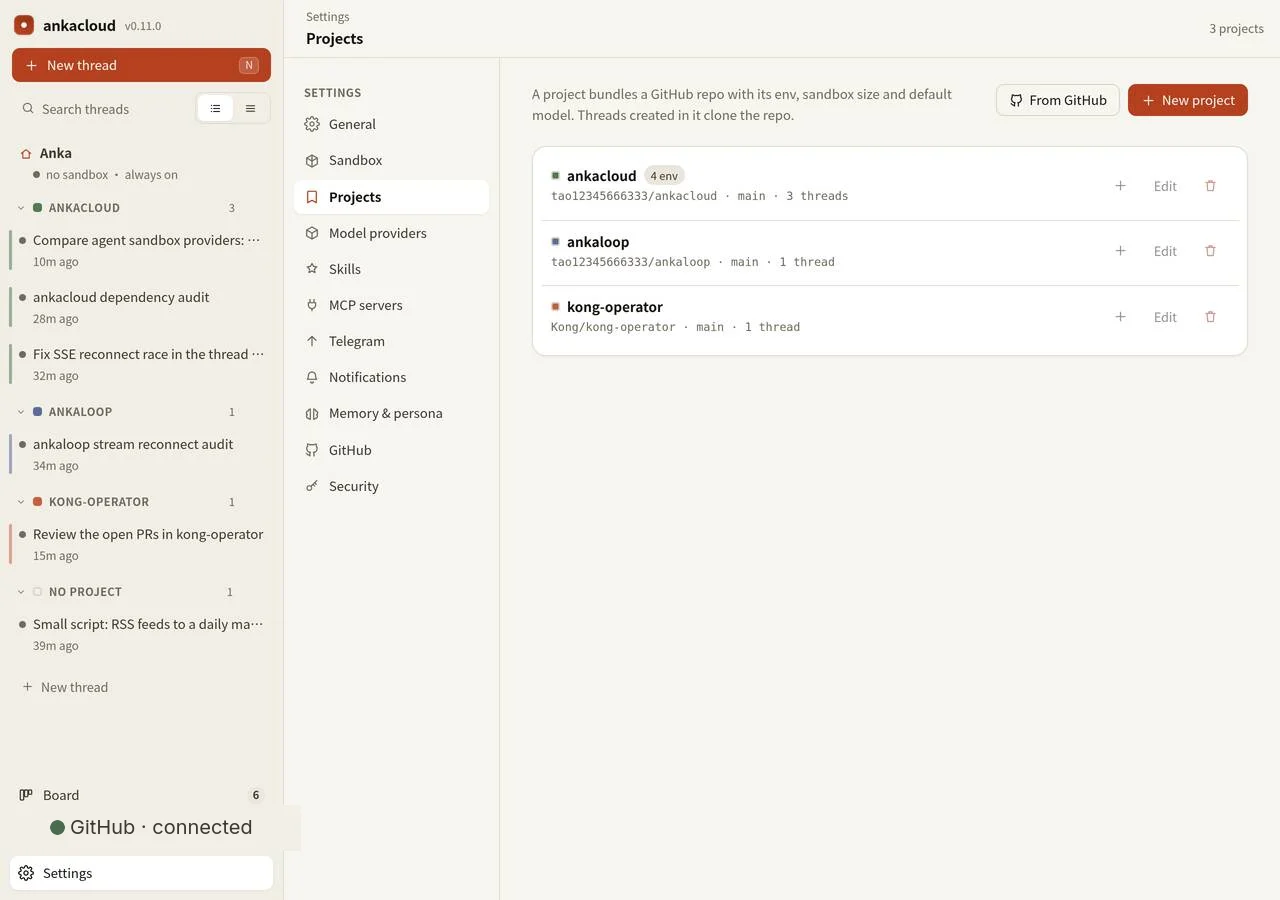 ankacloud v0.11.0
New thread N
Search threads
Anka
no sandbox • always on
ANKACLOUD 3
Compare agent sandbox providers: ···
10m ago
ankacloud dependency audit
28m ago
Fix SSE reconnect race in the thread ···
32m ago
ANKALOOP 1
ankaloop stream reconnect audit
34m ago
KONG-OPERATOR 1
Review the open PRs in kong-operator
15m ago
NO PROJECT 1
Small script: RSS feeds to a daily ma···
39m ago
New thread
Board 6
GitHub · connected
Settings
Settings
Projects
3 projects
SETTINGS
General
Sandbox
Projects
Model providers
Skills
MCP servers
Telegram
Notifications
Memory & persona
GitHub
Security
A project bundles a GitHub repo with its env, sandbox size and default
model. Threads created in it clone the repo.
From GitHub
New project
ankacloud 4 env
tao12345666333/ankacloud · main · 3 threads
Edit
ankaloop
tao12345666333/ankaloop · main · 1 thread
Edit
kong-operator
Kong/kong-operator · main · 1 thread
Edit